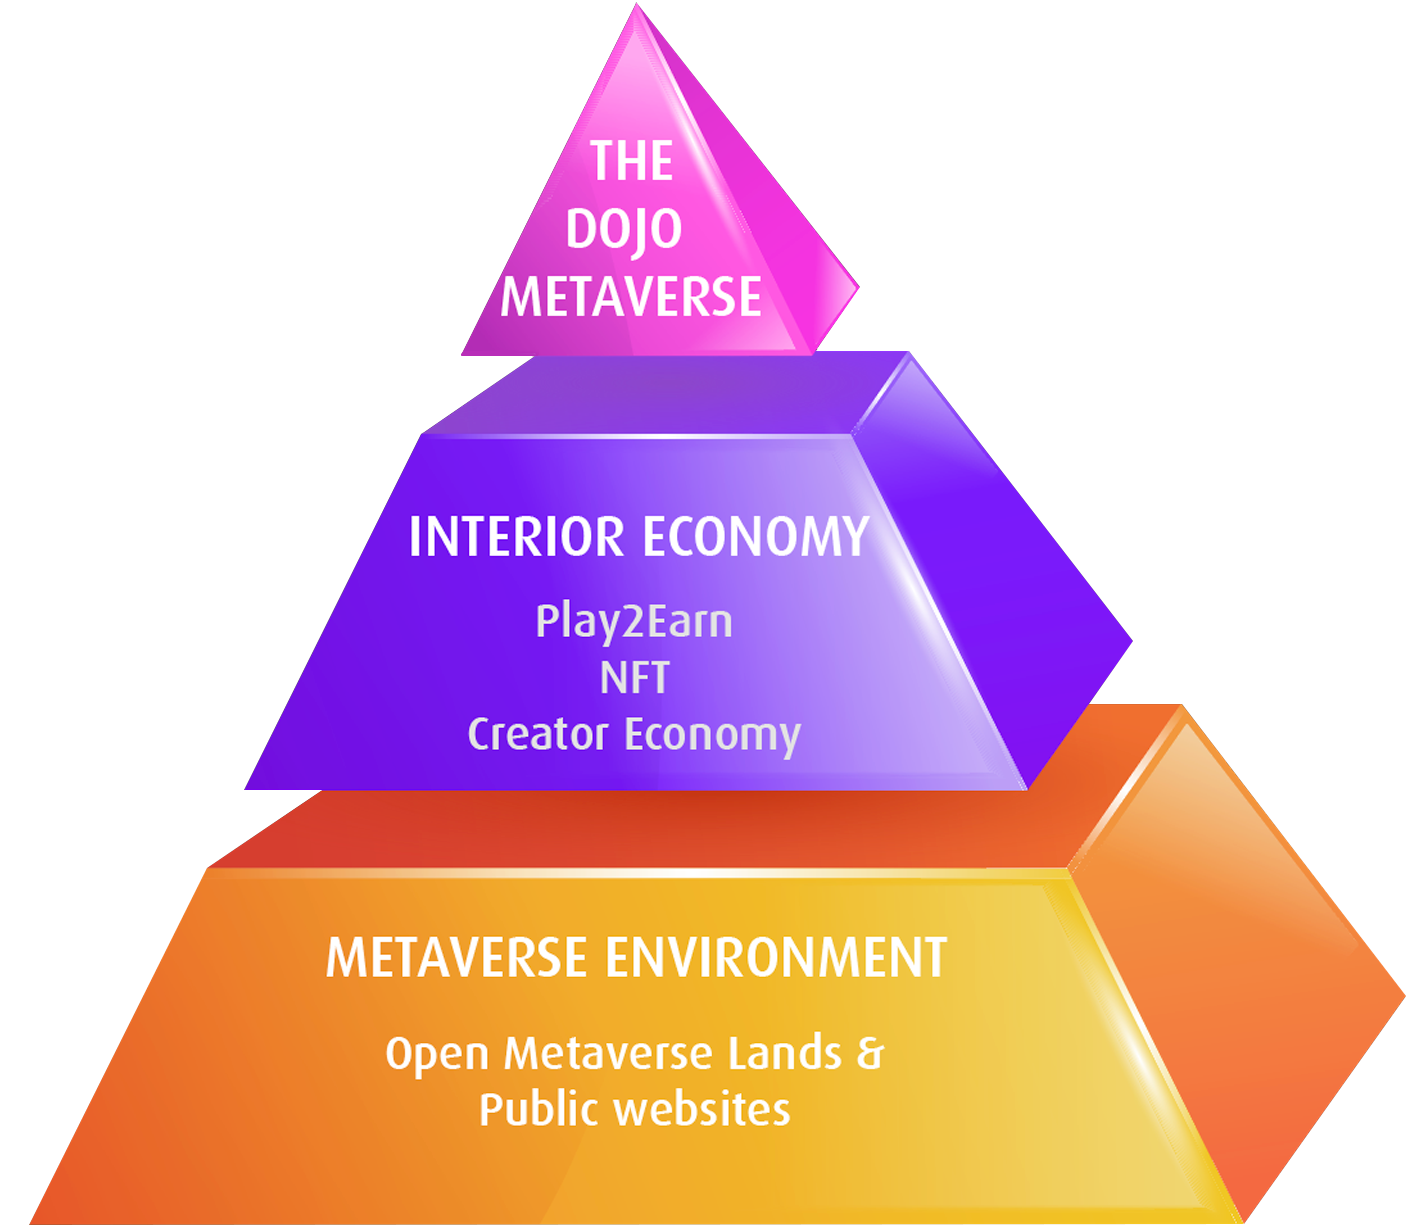 THE
DOJO
METAVERSE
INTERIOR ECONOMY
Play2Earn
NFT
Creator Economy
METAVERSE ENVIRONMENT
Open Metaverse Lands &
Public websites